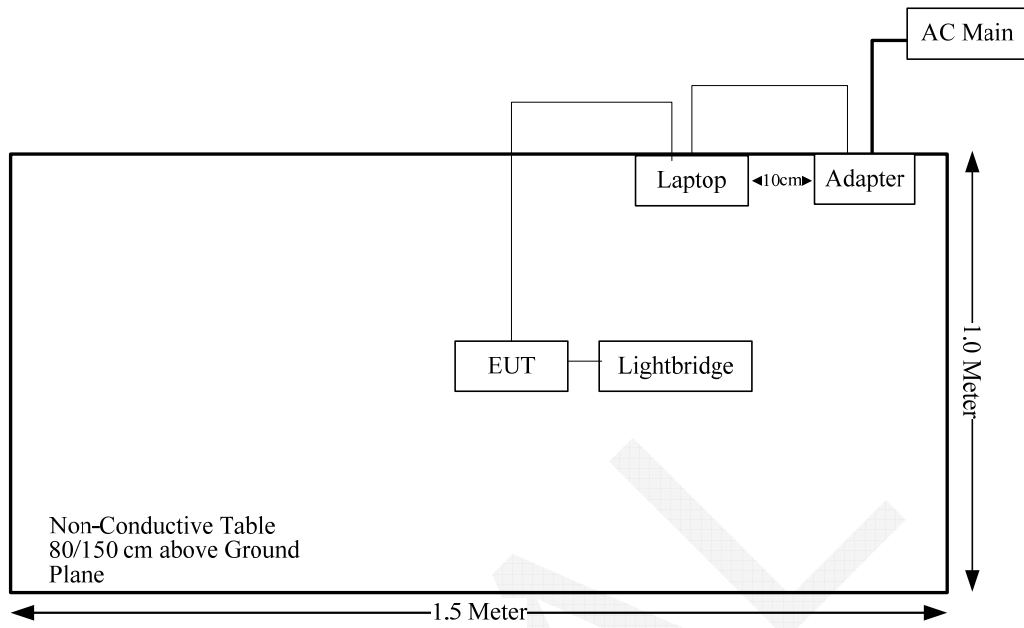 AC Main
Laptop
10cm
Adapter
EUT
Lightbridge
1.0 Meter
Non-Conductive Table
80/150 cm above Ground
Plane
1.5 Meter